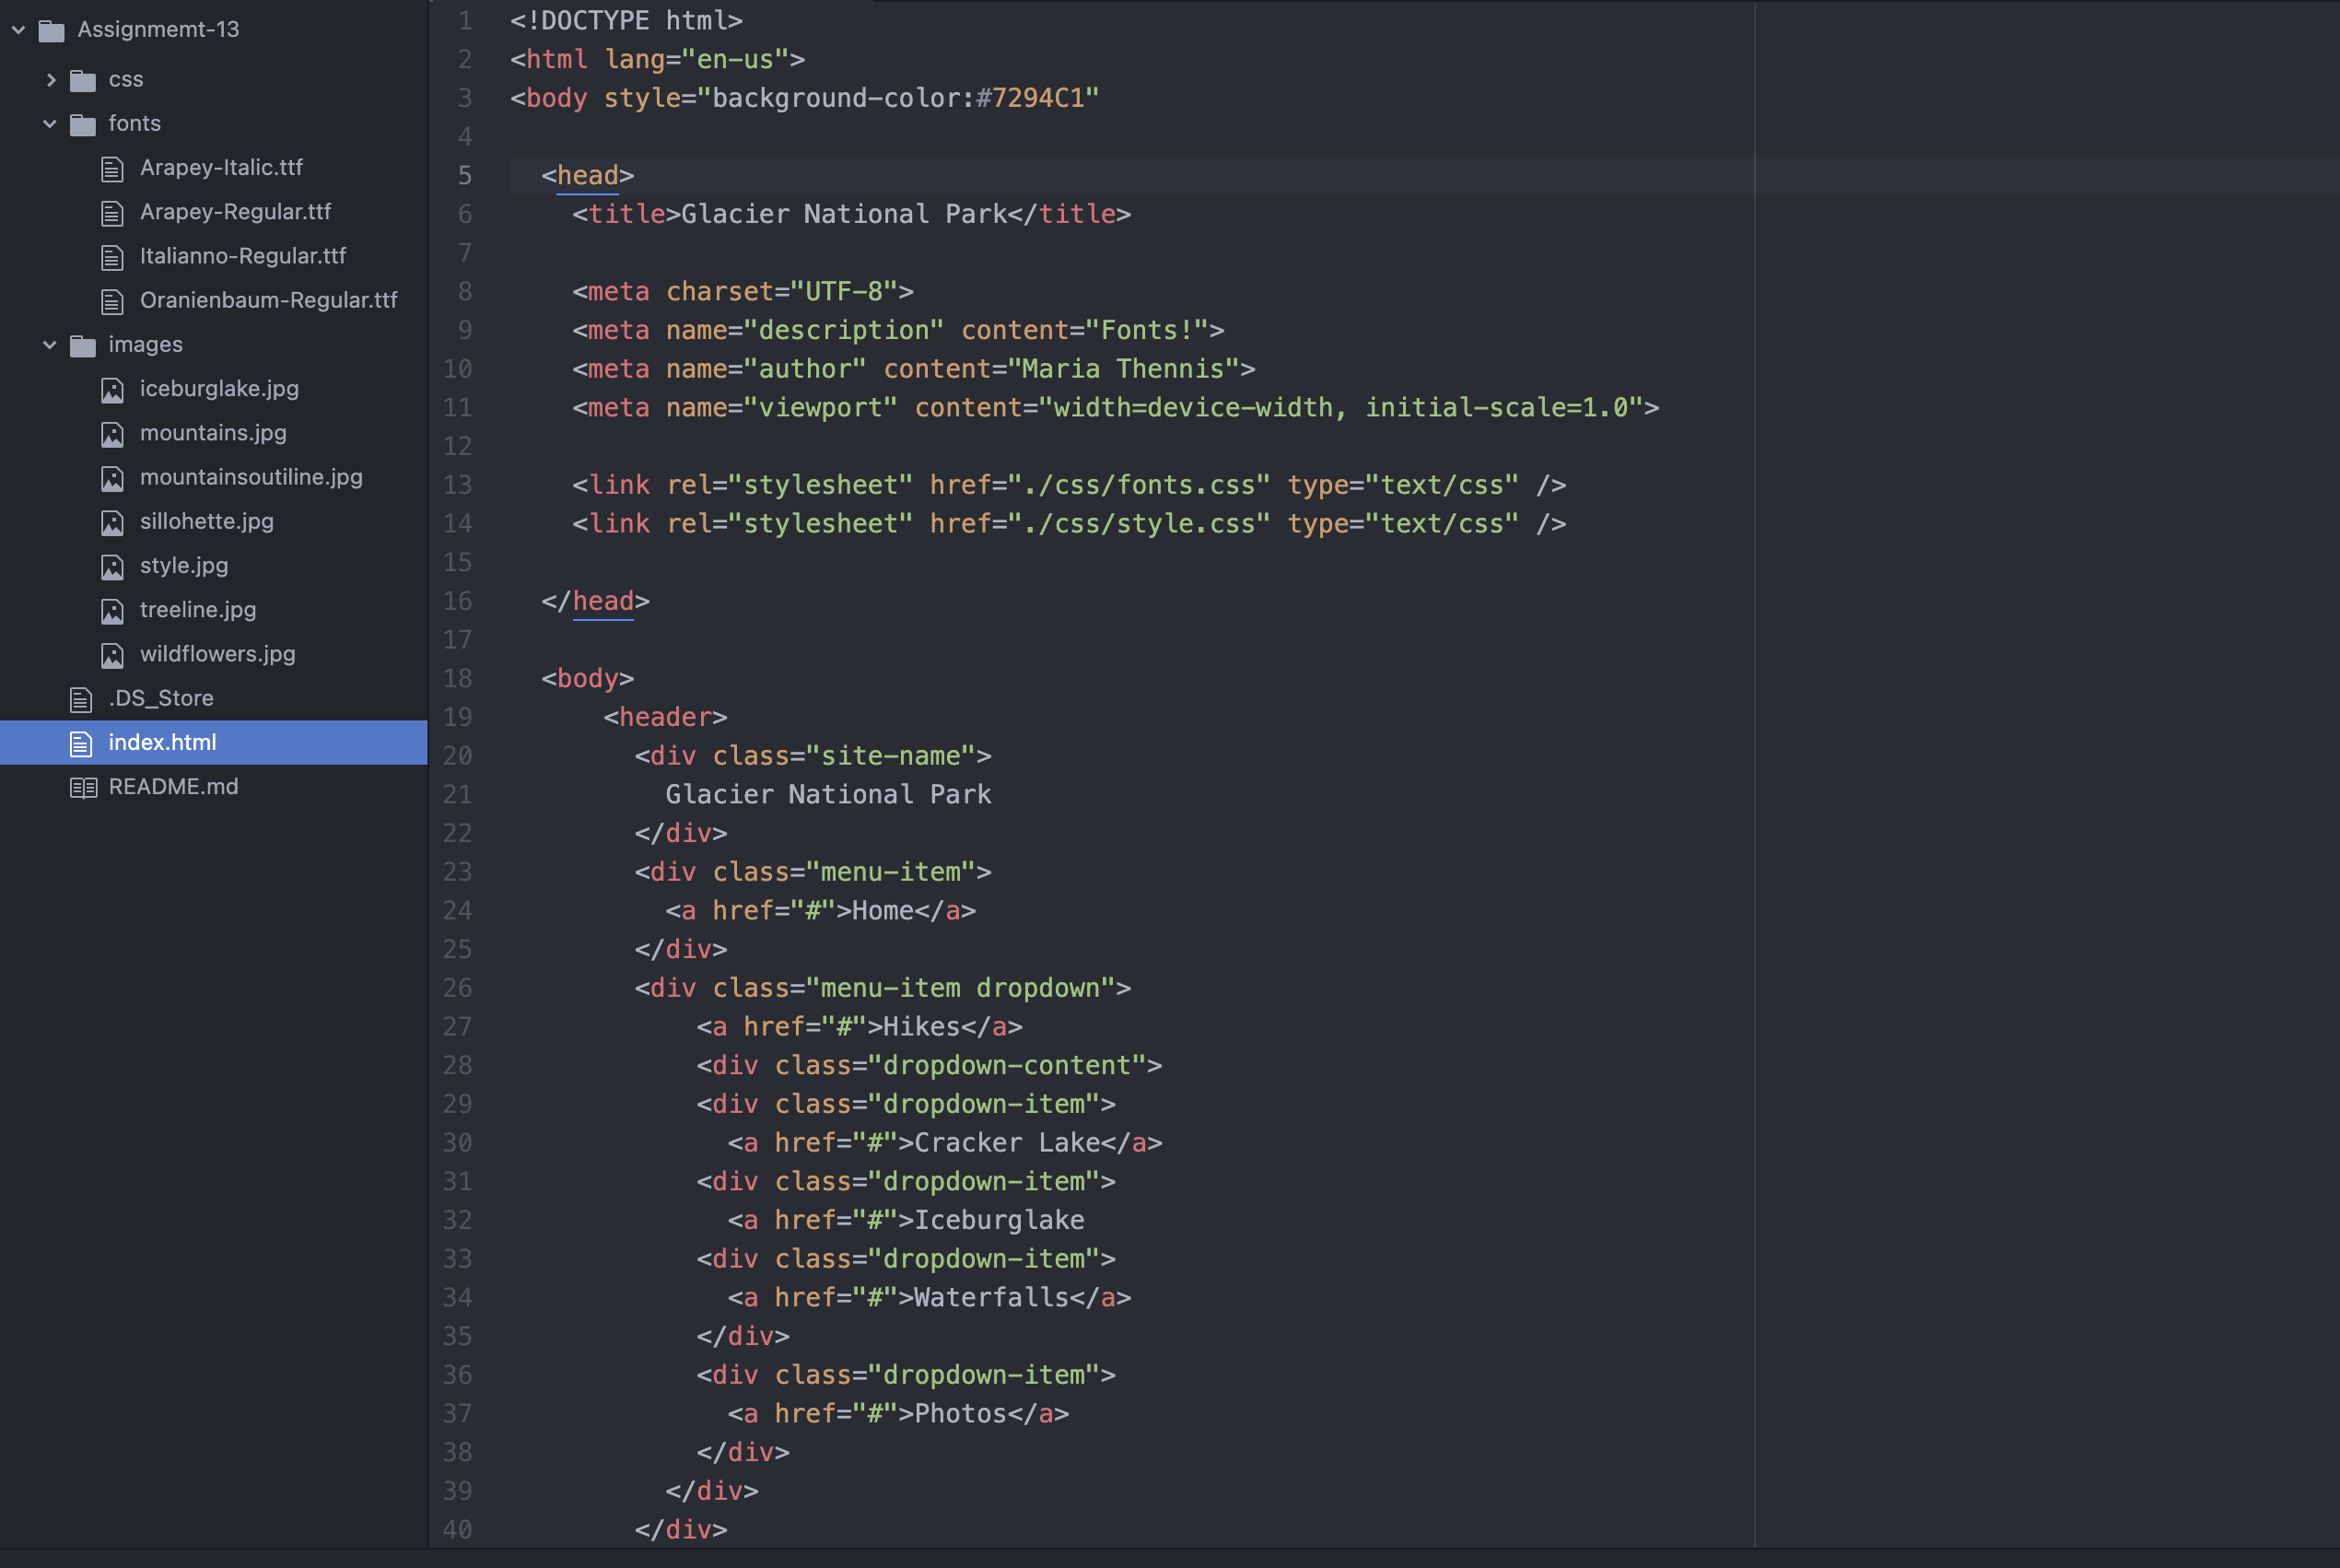 Assignmemt-13
css
fonts
Arapey-Italic.ttf
Arapey-Regular.ttf
Italianno-Regular.ttf
Oranienbaum-Regular.ttf
images
iceburglake.jpg
mountains.jpg
mountainsoutiline.jpg
sillohette.jpg
style.jpg
treeline.jpg
wildflowers.jpg
.DS_Store
index.html
README.md
1 <!DOCTYPE html>
2 <html lang="en-us">
3 <body style="background-color:#7294C1"
4
5 <head>
6 <title>Glacier National Park</title>
7
8 <meta charset="UTF-8">
9 <meta name="description" content="Fonts!">
10 <meta name="author" content="Maria Thennis">
11 <meta name="viewport" content="width=device-width, initial-scale=1.0">
12
13 <link rel="stylesheet" href="./css/fonts.css" type="text/css" />
14 <link rel="stylesheet" href="./css/style.css" type="text/css" />
15
16 </head>
17
18 <body>
19 <header>
20 <div class="site-name">
21 Glacier National Park
22 </div>
23 <div class="menu-item">
24 <a href="#">Home</a>
25 </div>
26 <div class="menu-item dropdown">
27 <a href="#">Hikes</a>
28 <div class="dropdown-content">
29 <div class="dropdown-item">
30 <a href="#">Cracker Lake</a>
31 <div class="dropdown-item">
32 <a href="#">Iceburglake
33 <div class="dropdown-item">
34 <a href="#">Waterfalls</a>
35 </div>
36 <div class="dropdown-item">
37 <a href="#">Photos</a>
38 </div>
39 </div>
40 </div>